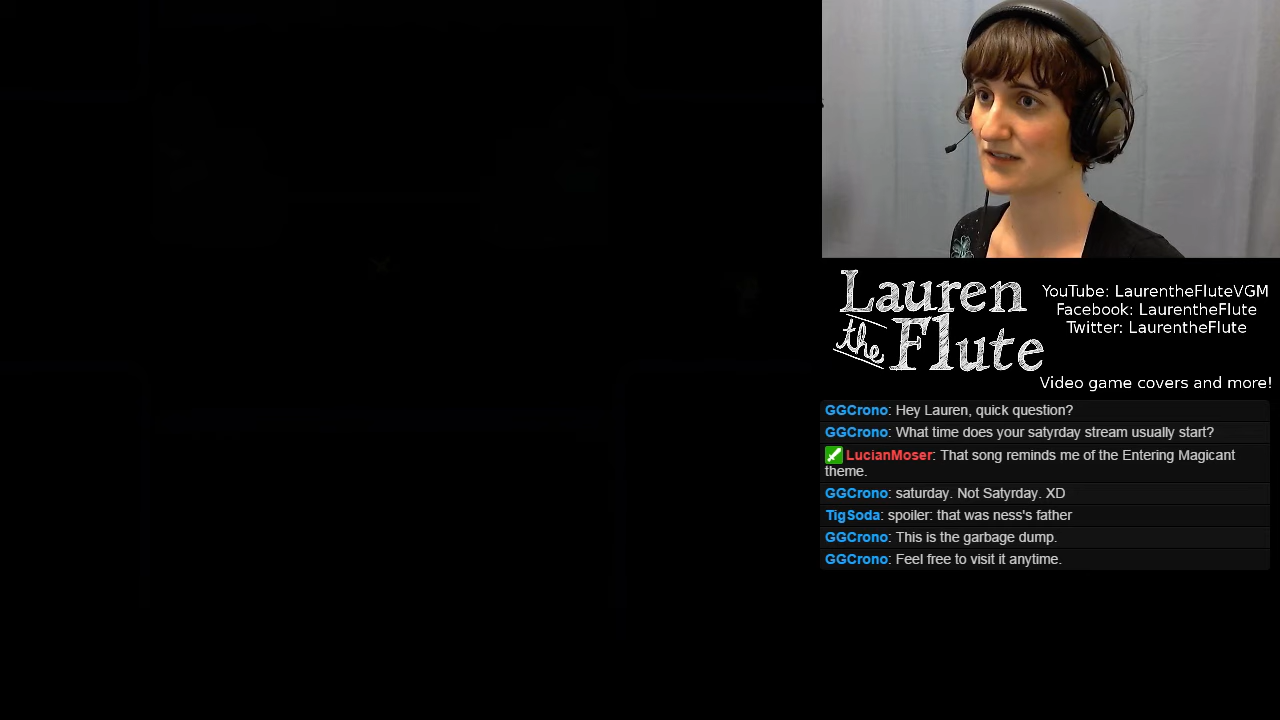 Lauren
the Flute
YouTube: LaurentheFluteVGM
Facebook: LaurentheFlute
Twitter: LaurentheFlute
Video game covers and more!
GGCrono: Hey Lauren, quick question?
GGCrono: What time does your satyrday stream usually start?
LucianMoser: That song reminds me of the Entering Magicant
theme.
GGCrono: saturday. Not Satyrday. XD
TigSoda: spoiler: that was ness's father
GGCrono: This is the garbage dump.
GGCrono: Feel free to visit it anytime.